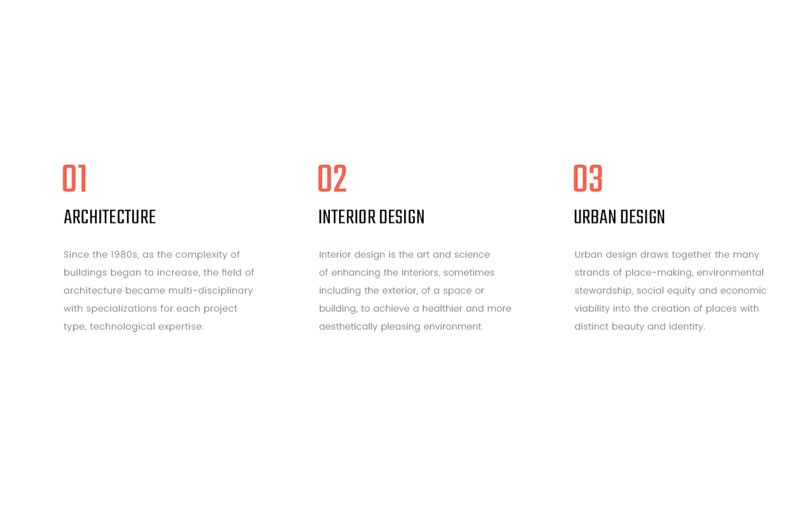 01
ARCHITECTURE
Since the 1980s, as the complexity of
buildings began to increase, the field of
architecture became multi-disciplinary
with specializations for each project
type, technological expertise.
02
INTERIOR DESIGN
Interior design is the art and science
of enhancing the interiors, sometimes
including the exterior, of a space or
building, to achieve a healthier and more
aesthetically pleasing environment.
03
URBAN DESIGN
Urban design draws together the many
strands of place-making, environmental
stewardship, social equity and economic
viability into the creation of places with
distinct beauty and identity.